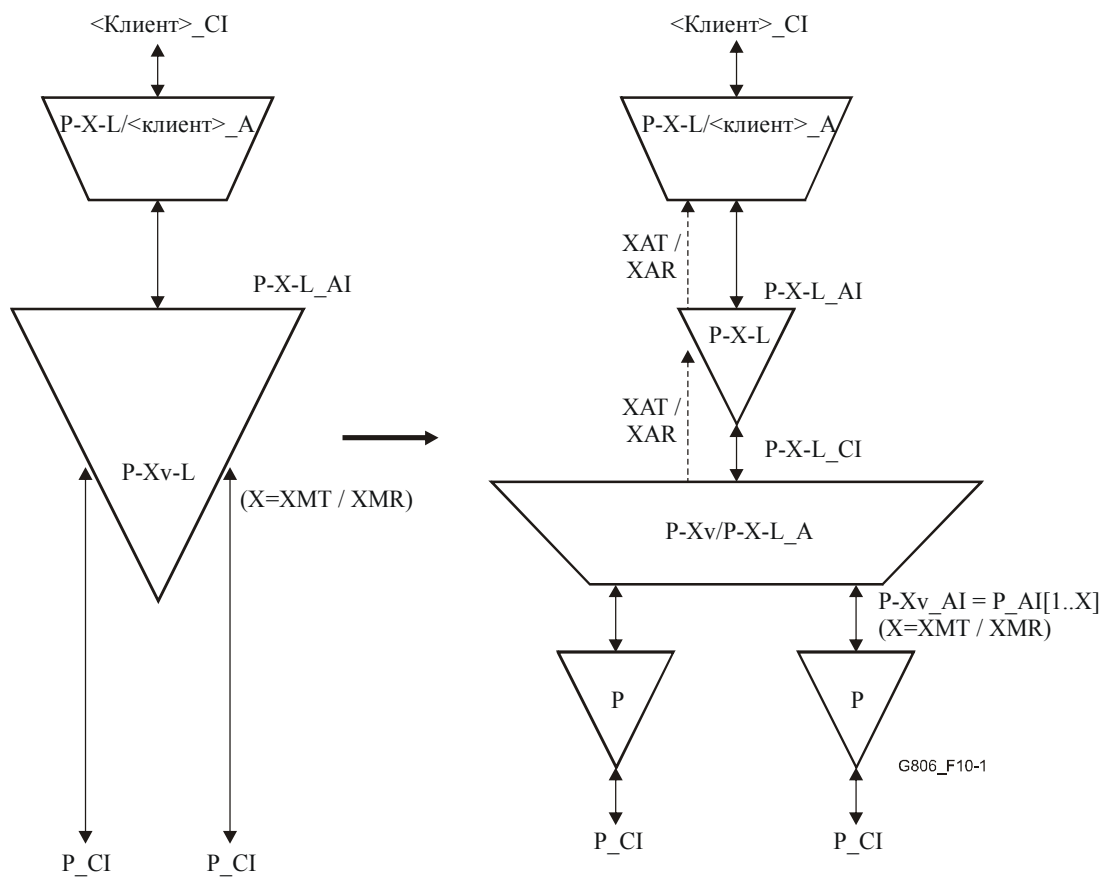 <Клиент>_CI
P-X-L/<клиент>_A
P-X-L_AI
P-Xv-L
(X=XMT / XMR)
P_CI
P_CI
<Клиент>_CI
P-X-L/<клиент>_A
XAT /
XAR
P-X-L_AI
P-X-L
XAT /
XAR
P-X-L_CI
P-Xv/P-X-L_A
P-Xv_AI = P_AI[1..X]
(X=XMT / XMR)
P
P
G806_F10-1
P_CI
P_CI